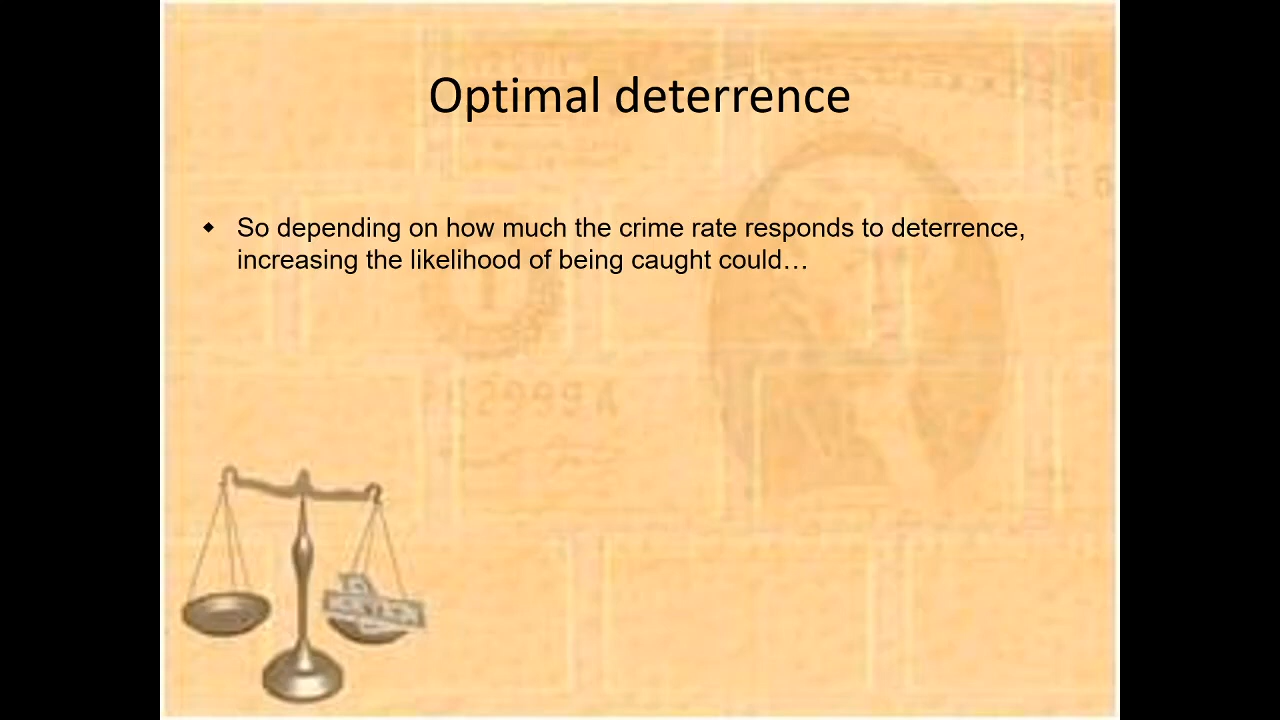 Optimal deterrence
So depending on how much the crime rate responds to deterrence,
increasing the likelihood of being caught could…